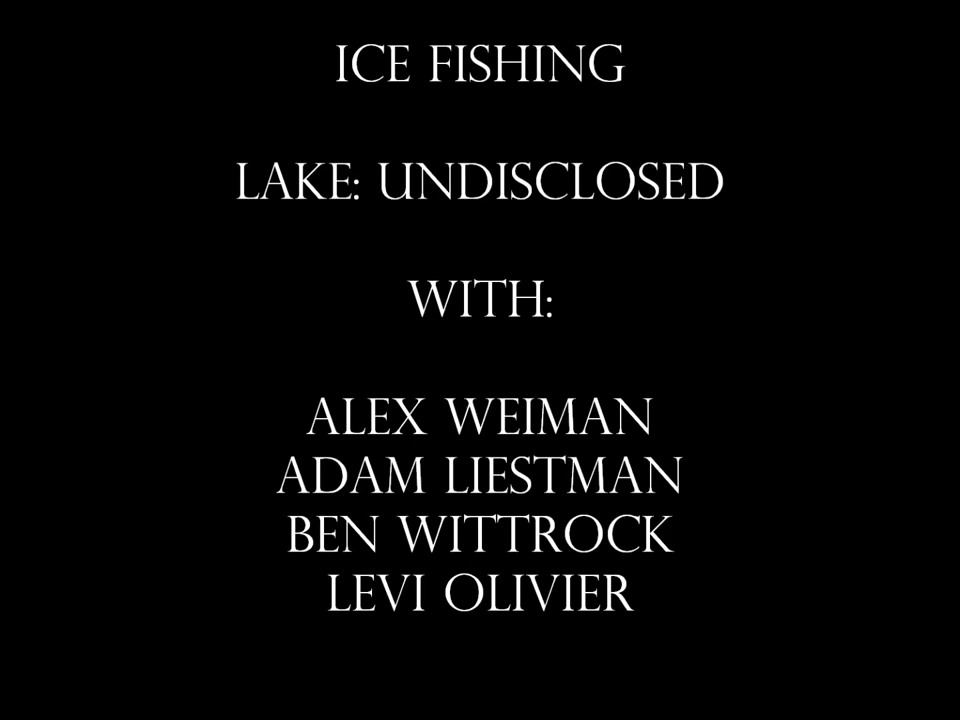 ICE FISHING
LAKE: UNDISCLOSED
WITH:
ALEX WEIMAN
ADAM LIESTMAN
BEN WITTROCK
LEVI OLIVIER